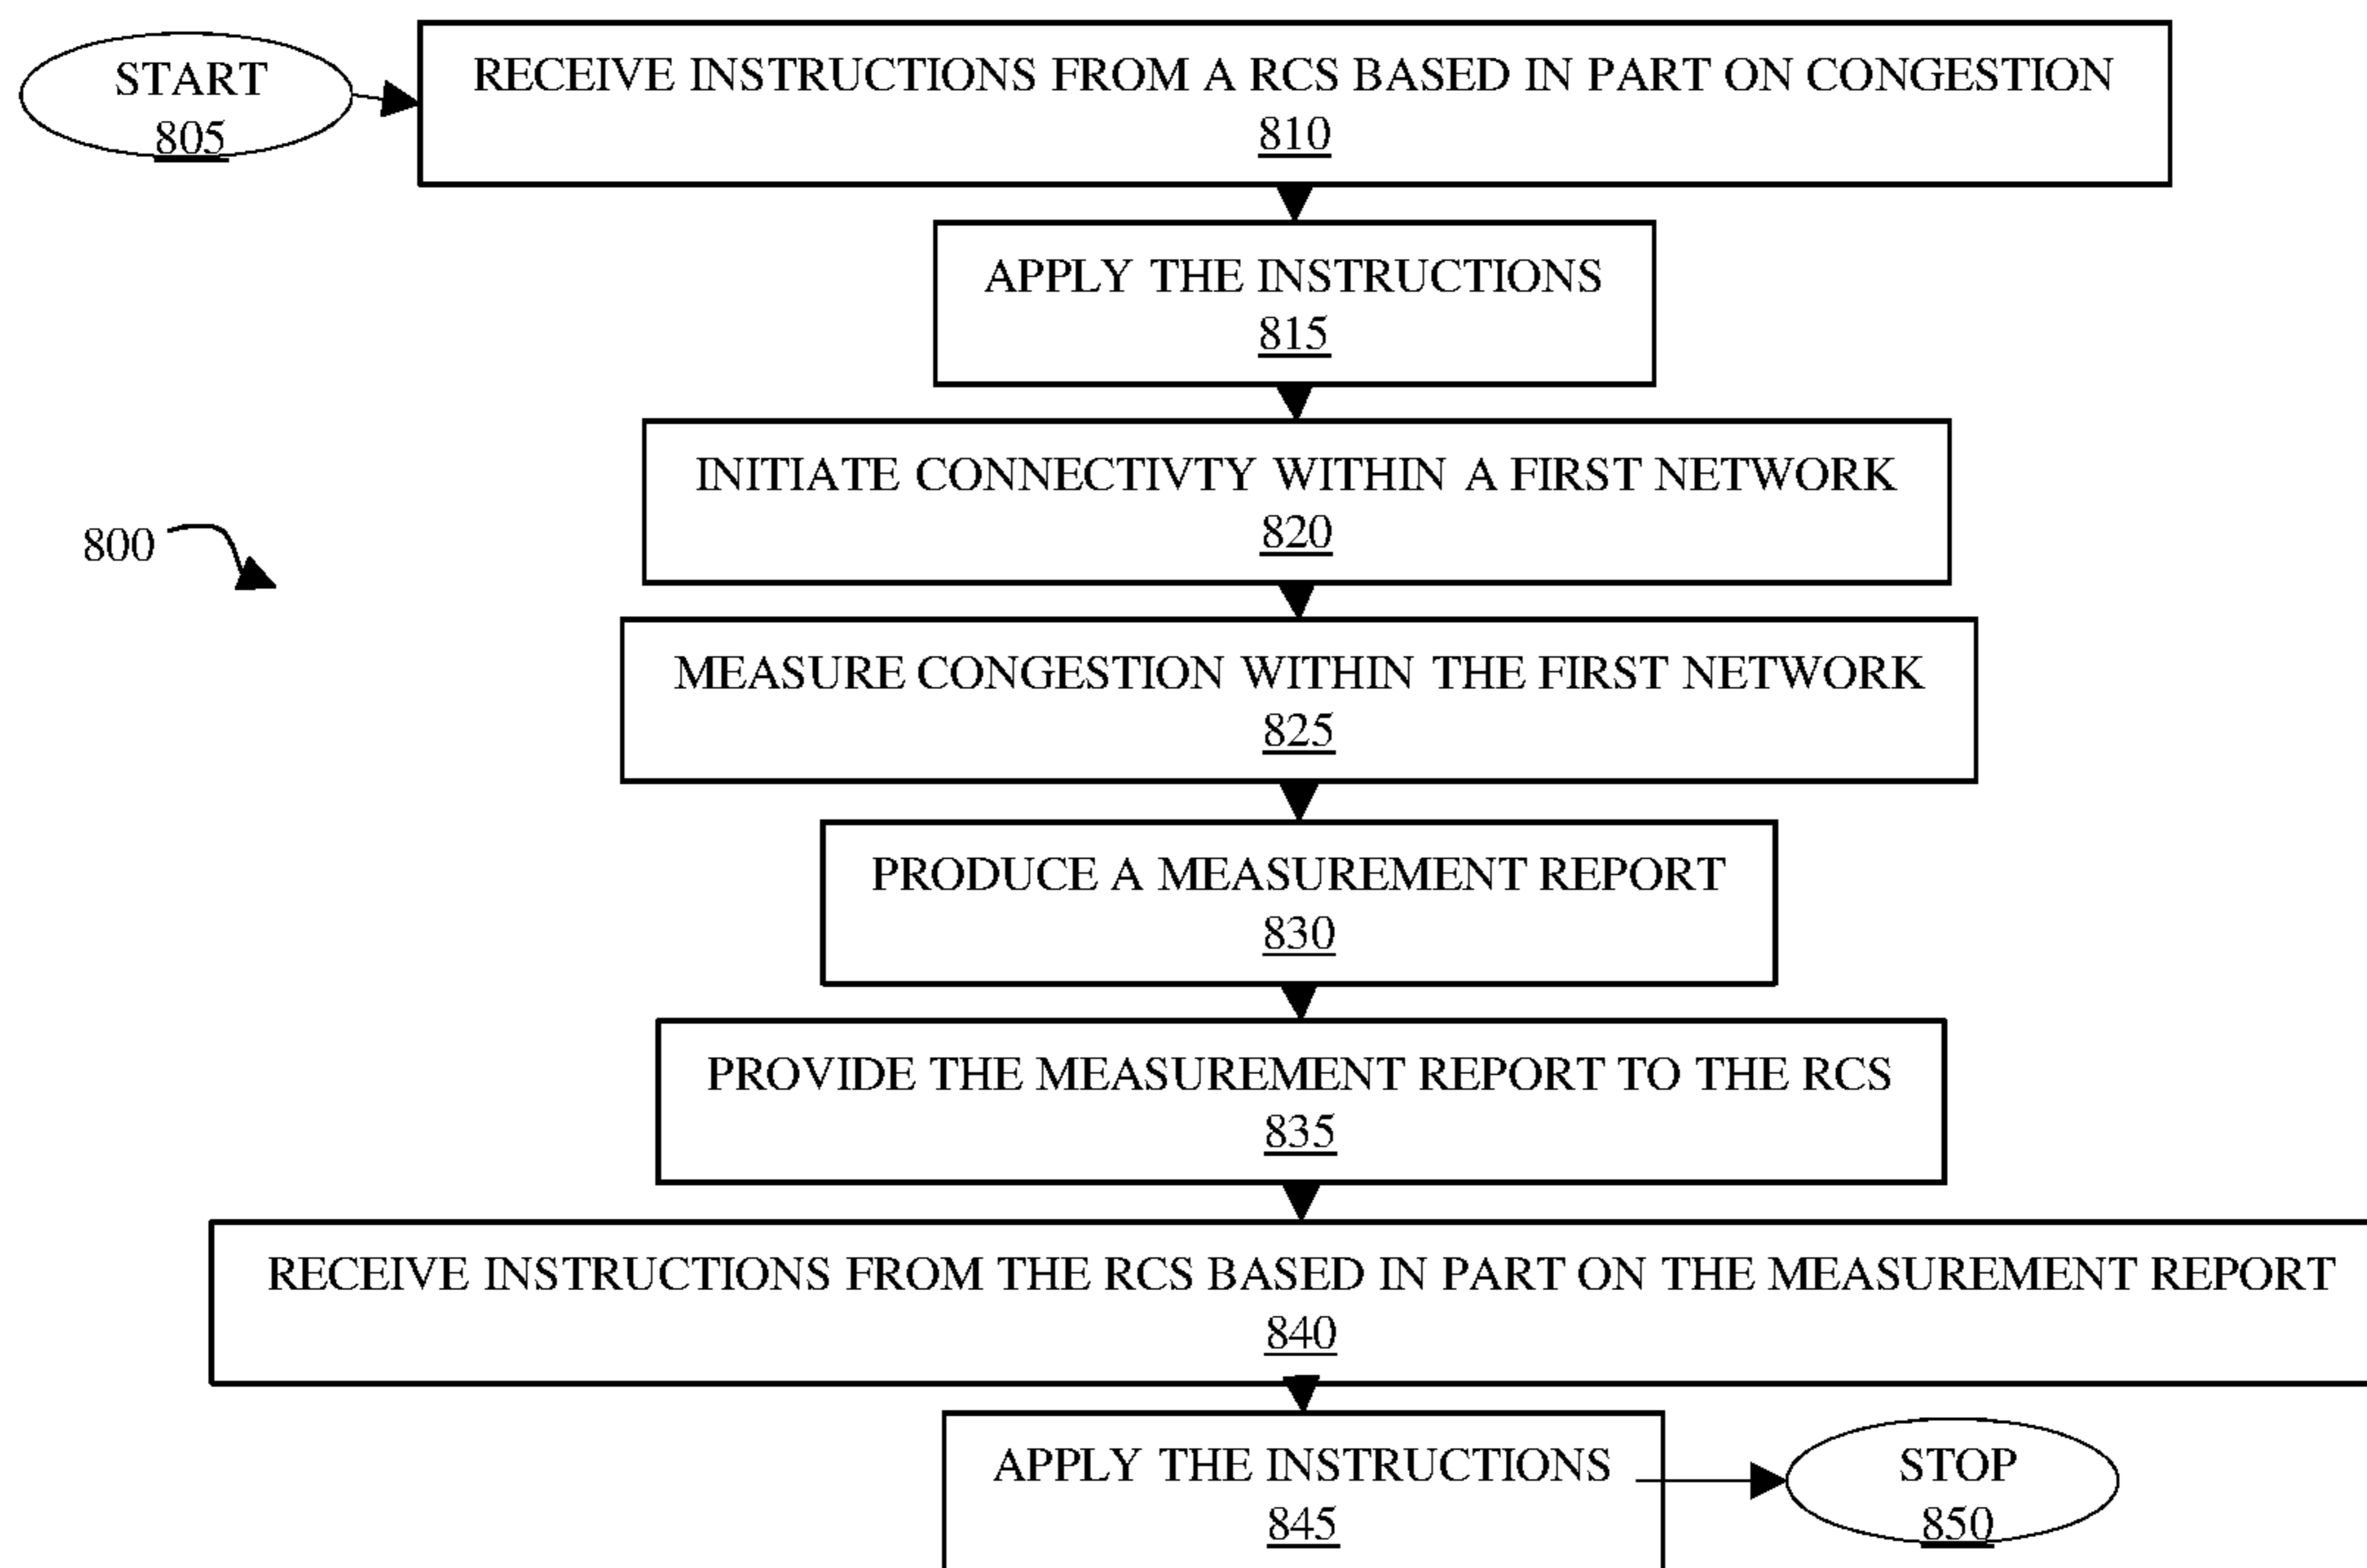 START
805
RECEIVE INSTRUCTIONS FROM A RCS BASED IN PART ON CONGESTION
810
APPLY THE INSTRUCTIONS
815
INITIATE CONNECTIVTY WITHIN A FIRST NETWORK
820
800
MEASURE CONGESTION WITHIN THE FIRST NETWORK
825
PRODUCE A MEASUREMENT REPORT
830
PROVIDE THE MEASUREMENT REPORT TO THE RCS
835
RECEIVE INSTRUCTIONS FROM THE RCS BASED IN PART ON THE MEASUREMENT REPORT
840
APPLY THE INSTRUCTIONS
845
STOP
850